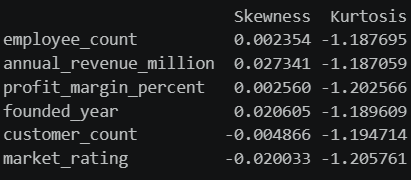 Skewness Kurtosis
employee_count 0.002354 -1.187695
annual_revenue_million 0.027341 -1.187059
profit_margin_percent 0.002560 -1.202566
founded_year 0.020605 -1.189609
customer_count -0.004866 -1.194714
market_rating -0.020033 -1.205761